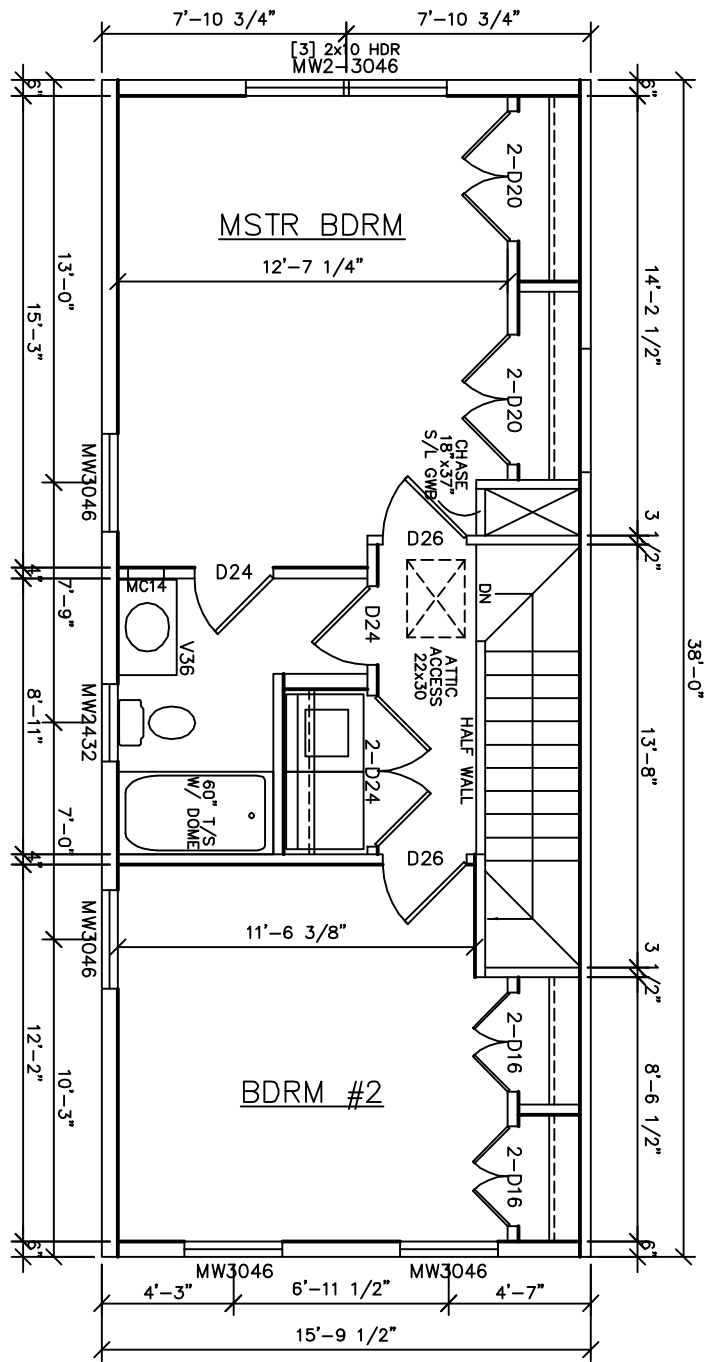 7'-10 3/4"
7'-10 3/4"
[3] 2x10 HDR
MW2-3046
6"
6"
2-D20
MSTR BDRM
12'-7 1/4"
13'-0"
15'-3"
14'-2 1/2"
2-D20
MW3046
CHASE
18"x37"
S/L GWB
D26
3 1/2"
4"
D24
MC14
7'-9"
V36
D24
DN
ATTIC
ACCESS
22x30
38'-0"
8'-11"
MW2432
HALF WALL
13'-8"
2-D24
60" T/S
W/ DOME
7'-0"
4"
D26
MW3046
11'-6 3/8"
3 1/2"
12'-2"
10'-3"
BDRM #2
2-D16
8'-6 1/2"
2-D16
6"
6"
MW3046
MW3046
4'-3"
6'-11 1/2"
4'-7"
15'-9 1/2"